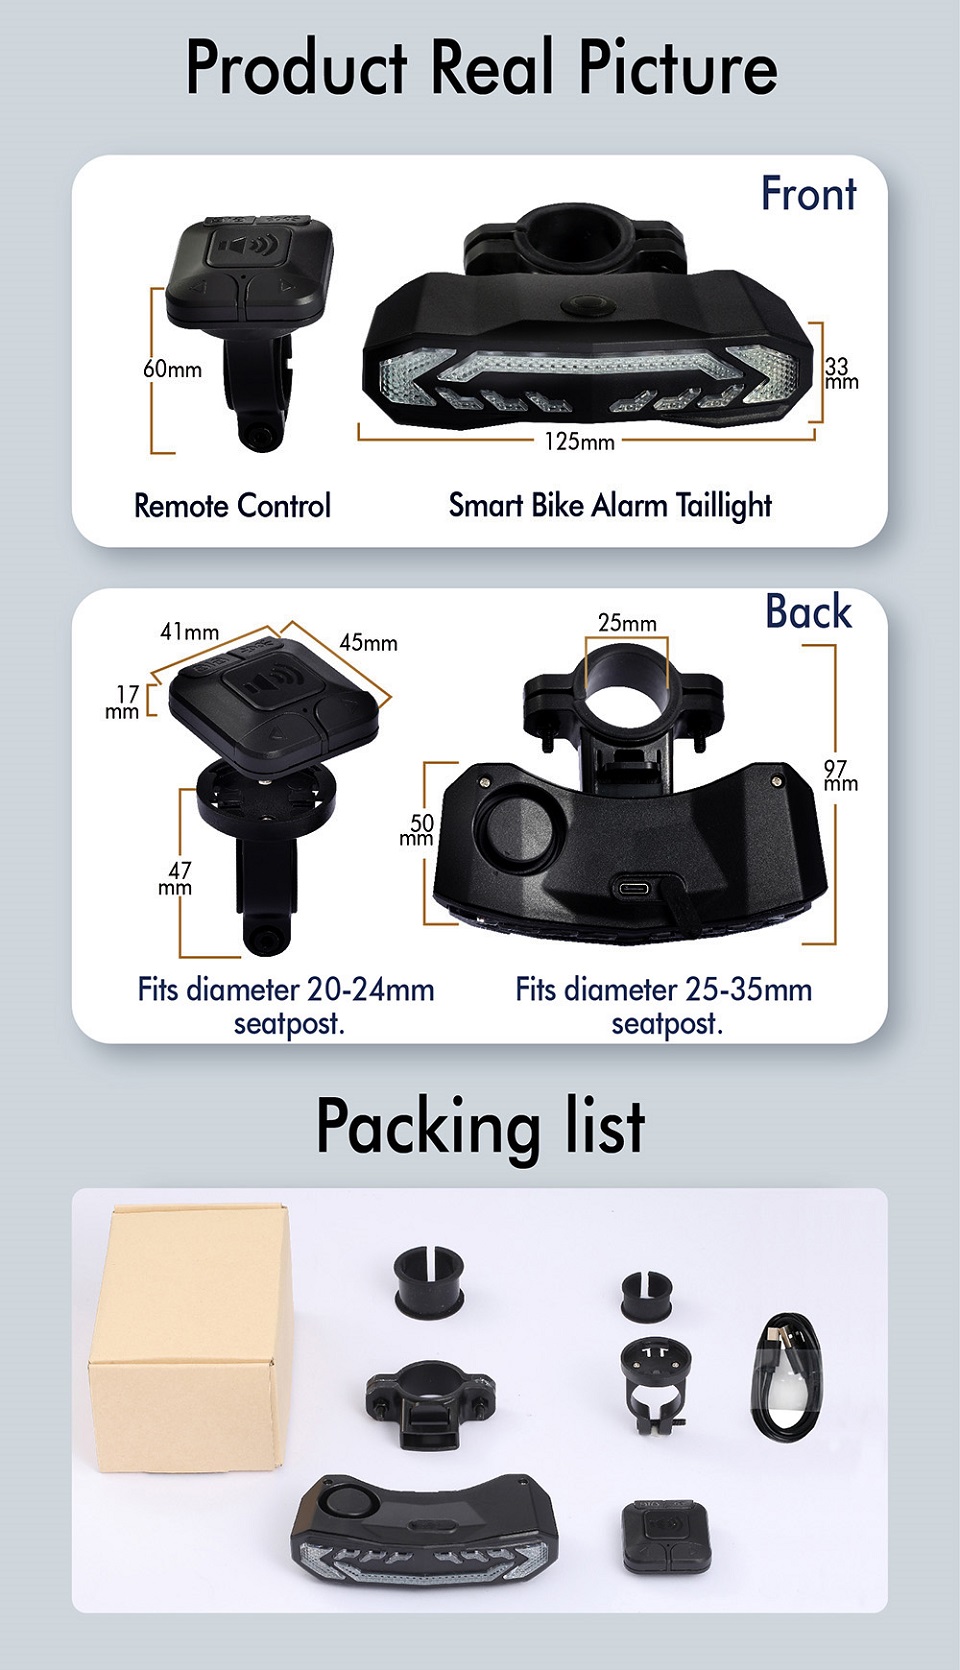 Product Real Picture
Front
60mm
33
mm
125mm
Remote Control
Smart Bike Alarm Taillight
Back
41mm
45mm
25mm
17
mm
97
mm
50
mm
47
mm
Fits diameter 20-24mm
seatpost.
Fits diameter 25-35mm
seatpost.
Packing list